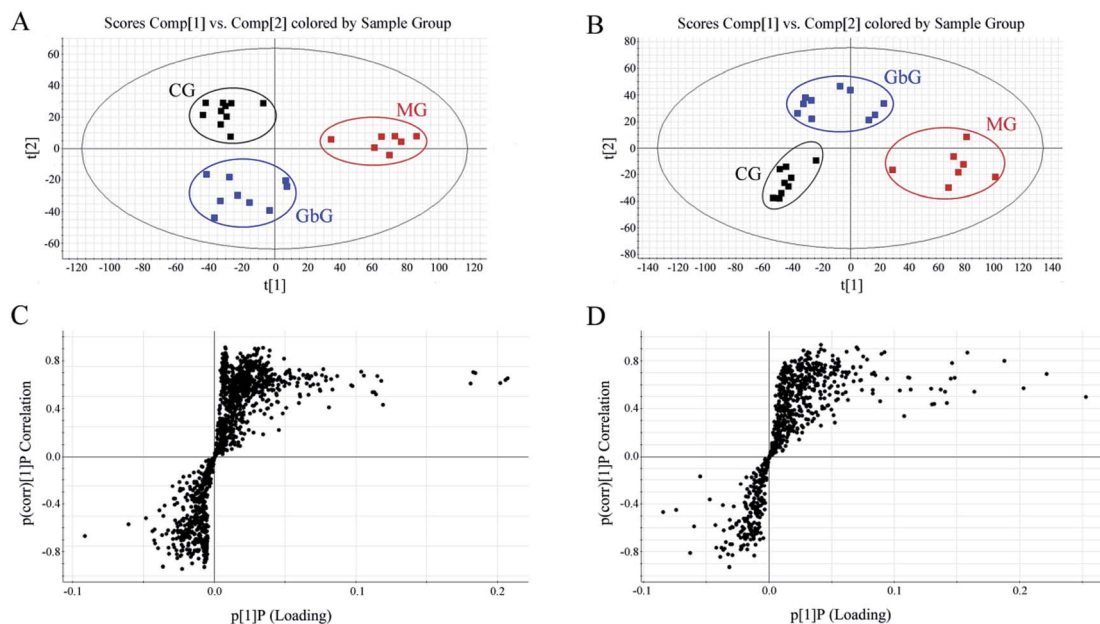 A
Scores Comp[1] vs. Comp[2] colored by Sample Group
t[2]
60
40
20
0
-20
-40
-60
CG
MG
GbG
-120 -100 -80 -60 -40 -20 0 20 40 60 80 100 120
t[1]
B
Scores Comp[1] vs. Comp[2] colored by Sample Group
t[2]
80
60
40
20
0
-20
-40
-60
-80
GbG
MG
CG
-140 -120 -100 -80 -60 -40 -20 0 20 40 60 80 100 120 140
t[1]
C
p(corr)[1]P Correlation
0.8
0.4
0.0
-0.4
-0.8
-0.1 0.0 0.1 0.2
p[1]P (Loading)
D
p(corr)[1]P Correlation
0.8
0.4
0.0
-0.4
-0.8
-0.1 0.0 0.1 0.2
p[1]P (Loading)